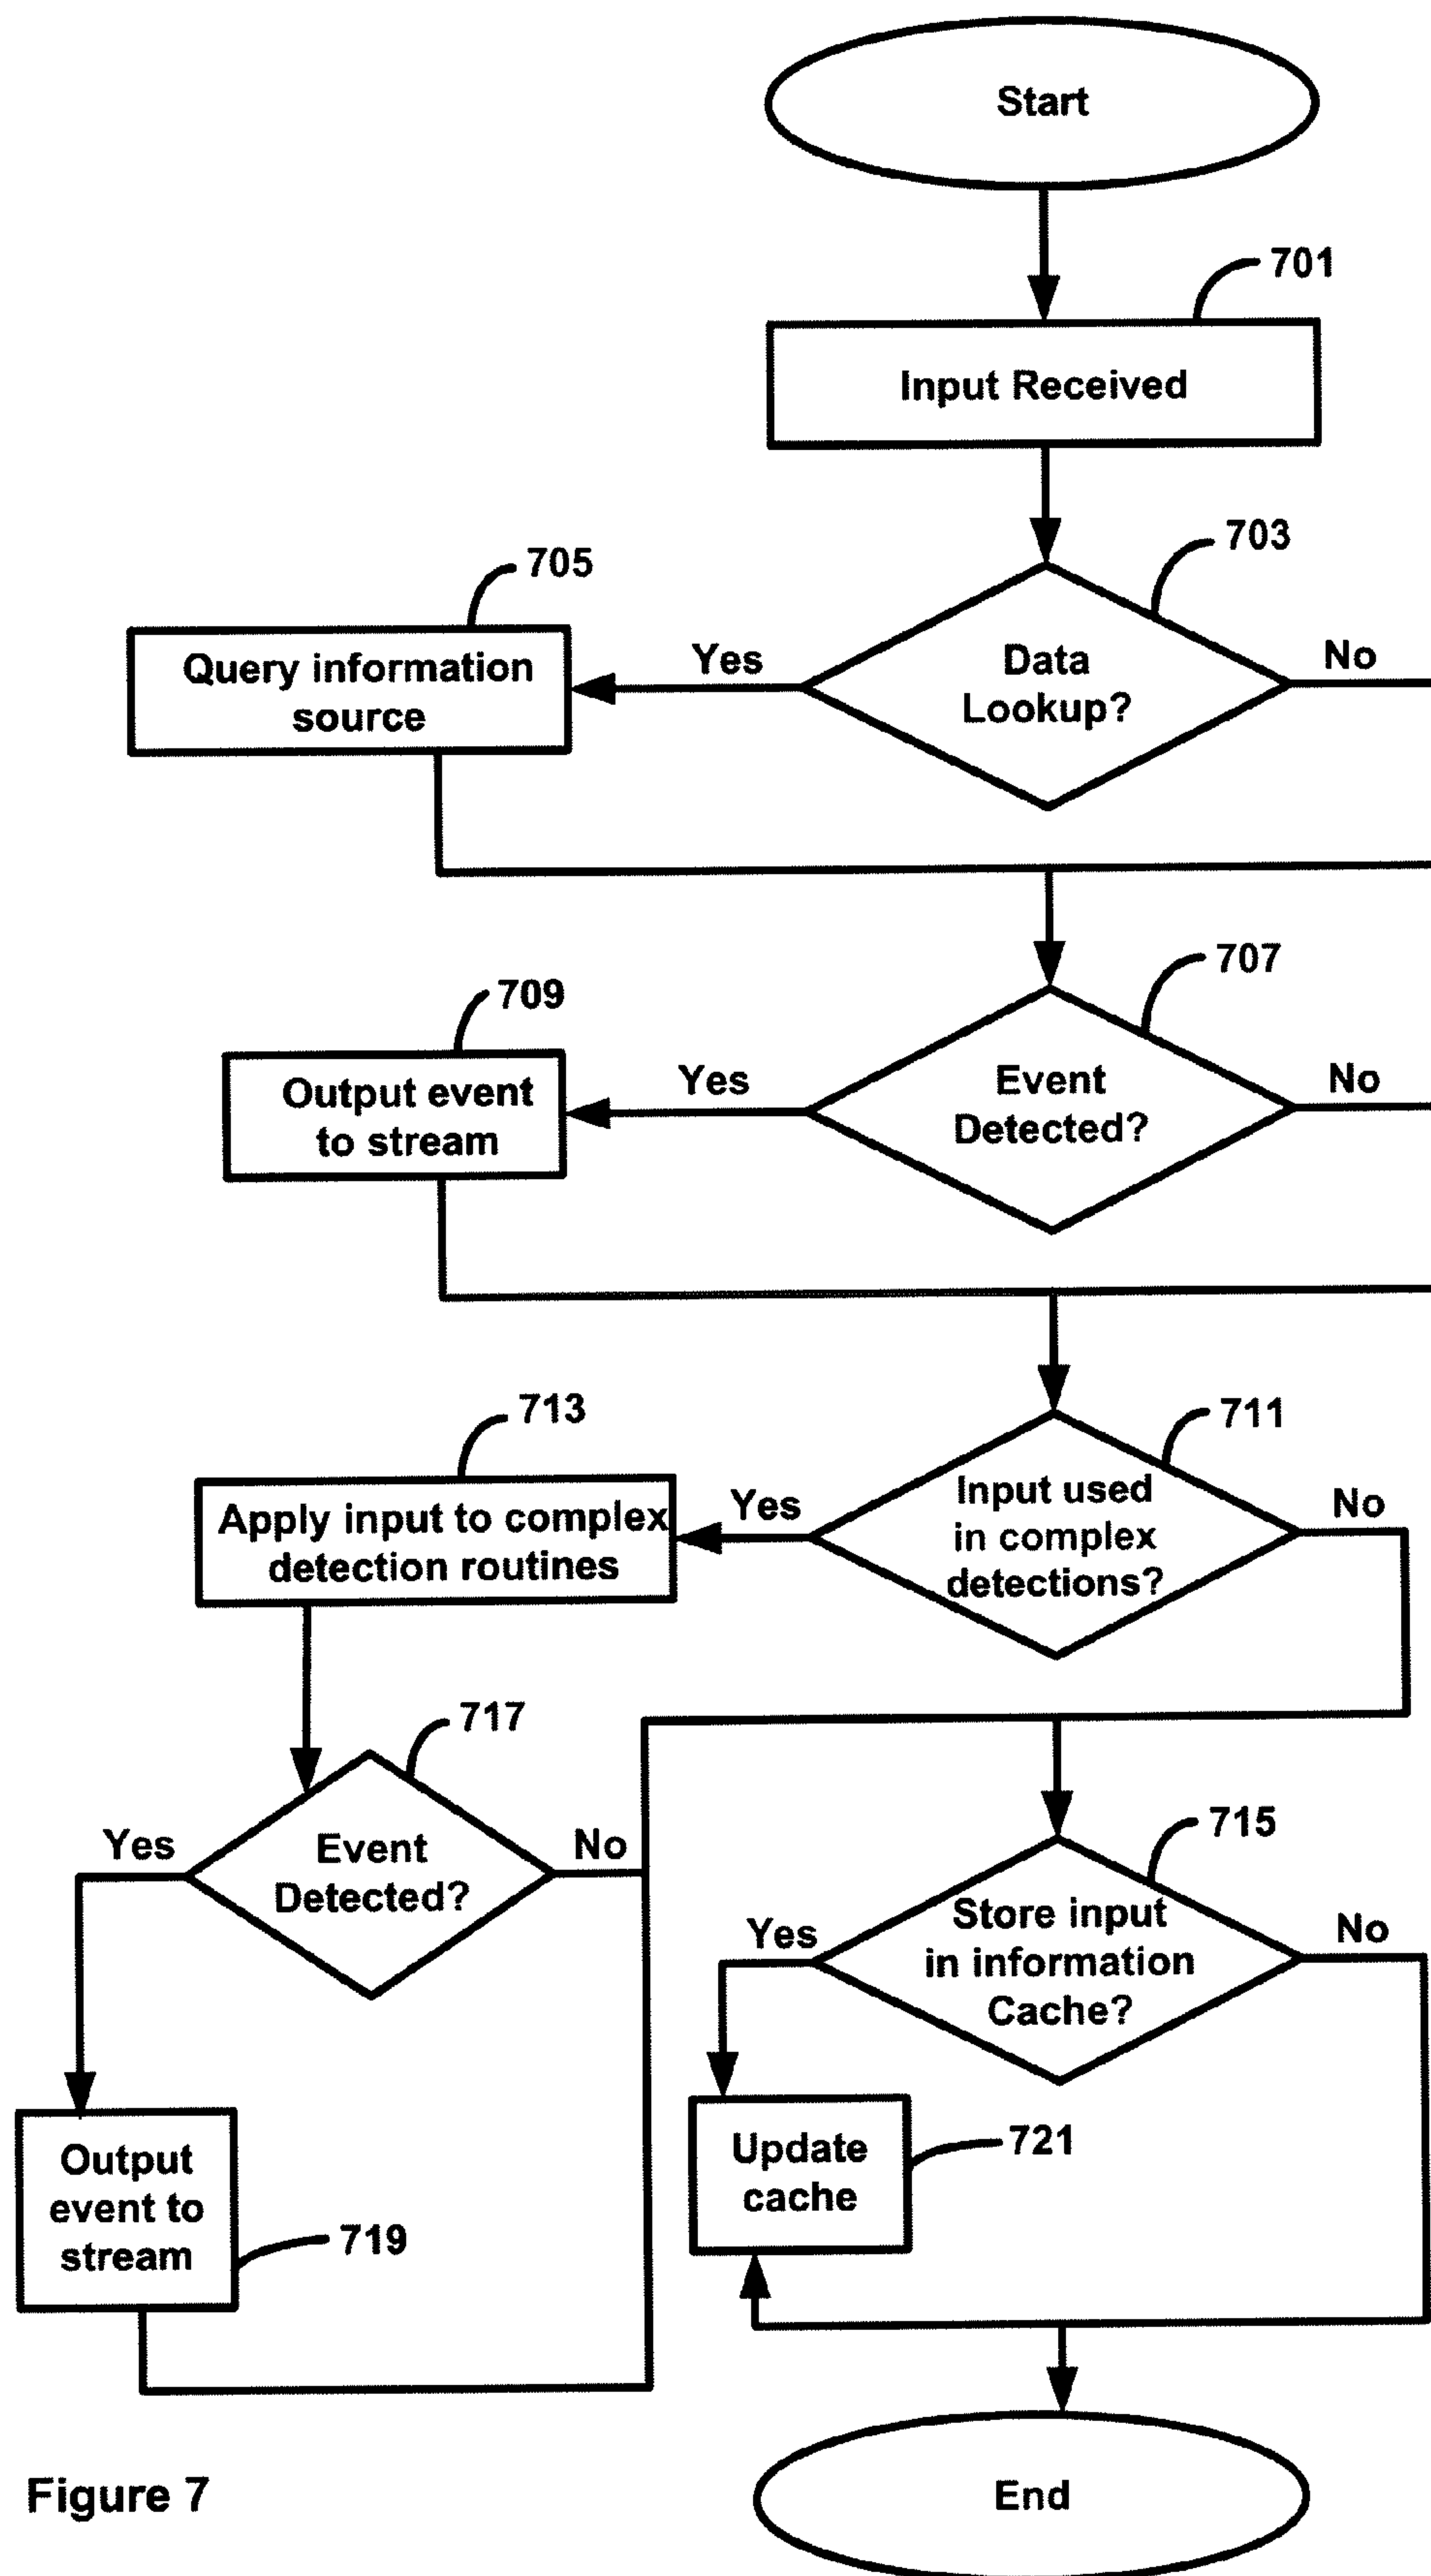 Start
701
Input Received
703
Data
Lookup?
Yes
No
705
Query information
source
707
Event
Detected?
Yes
No
709
Output event
to stream
711
Input used
in complex
detections?
Yes
No
713
Apply input to complex
detection routines
717
Event
Detected?
Yes
No
715
Store input
in information
Cache?
Yes
No
Output
event to
stream
719
Update
cache
721
End
Figure 7